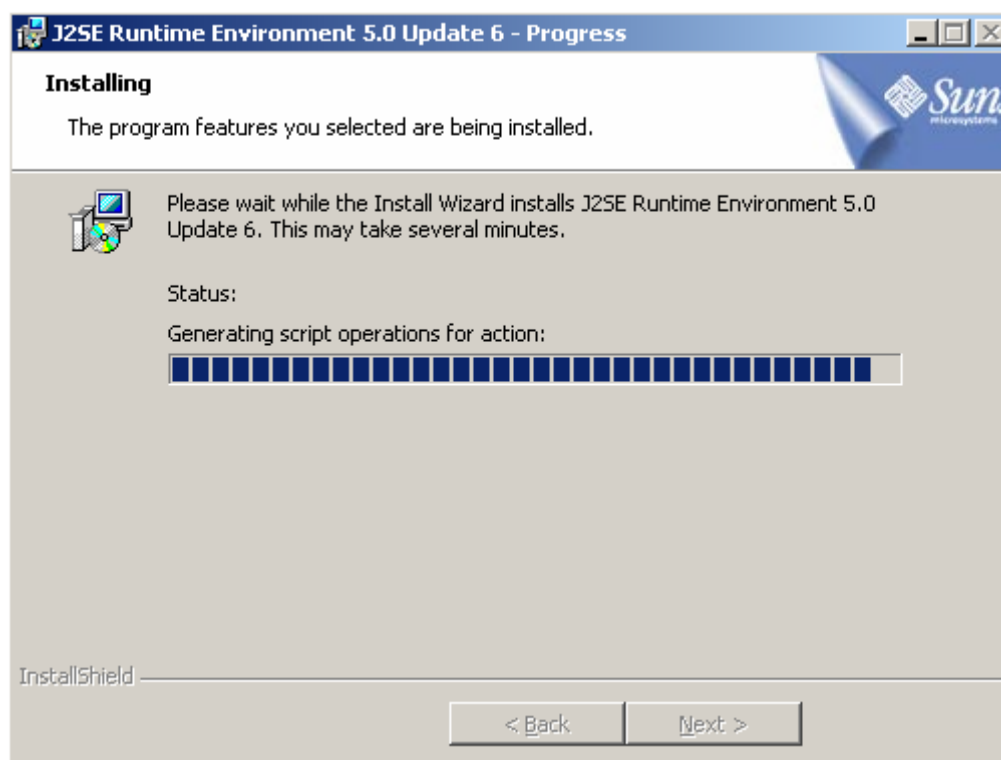 J2SE Runtime Environment 5.0 Update 6 - Progress
Installing
The program features you selected are being installed.
Sun
microsystems
Please wait while the Install Wizard installs J2SE Runtime Environment 5.0
Update 6. This may take several minutes.
Status:
Generating script operations for action:
InstallShield
< Back
Next >